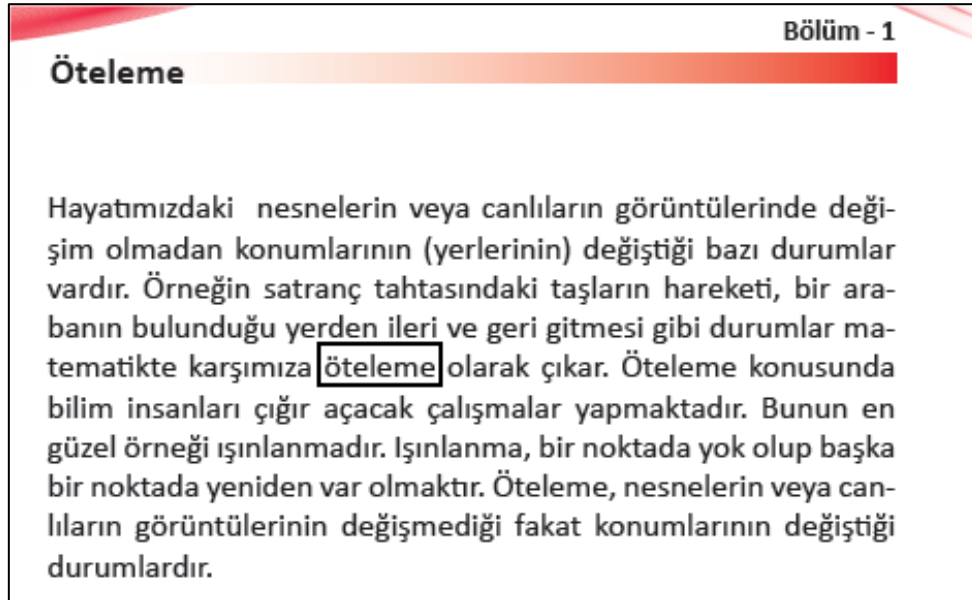 Bölüm - 1
Öteleme
Hayatımızdaki nesnelerin veya canlıların görüntülerinde deği-
şim olmadan konumlarının (yerlerinin) değiştiği bazı durumlar
vardır. Örneğin satranç tahtasındaki taşların hareketi, bir ara-
banın bulunduğu yerden ileri ve geri gitmesi gibi durumlar ma-
tematikte karşımıza öteleme olarak çıkar. Öteleme konusunda
bilim insanları çığır açacak çalışmalar yapmaktadır. Bunun en
güzel örneği ışınlanmadır. Işınlanma, bir noktada yok olup başka
bir noktada yeniden var olmaktır. Öteleme, nesnelerin veya can-
lıların görüntülerinin değişmediği fakat konumlarının değiştiği
durumlardır.